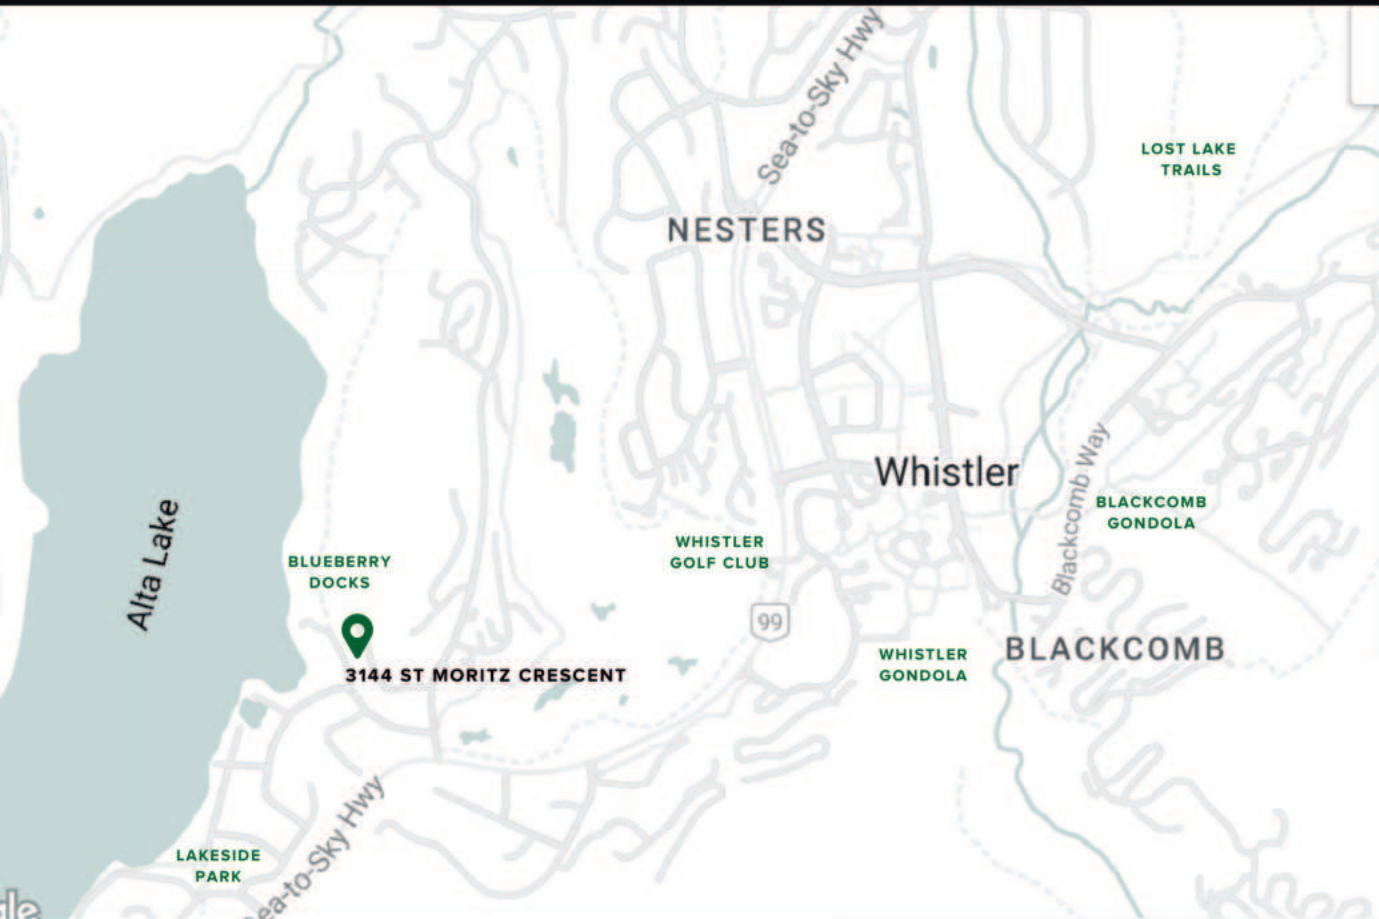 Sea-to-Sky Hwy
LOST LAKE
TRAILS
NESTERS
Whistler
Blackcomb Way
BLACKCOMB
GONDOLA
Alta Lake
BLUEBERRY
DOCKS
WHISTLER
GOLF CLUB
99
3144 ST MORITZ CRESCENT
WHISTLER
GONDOLA
BLACKCOMB
ea-to-Sky Hwy
LAKESIDE
PARK